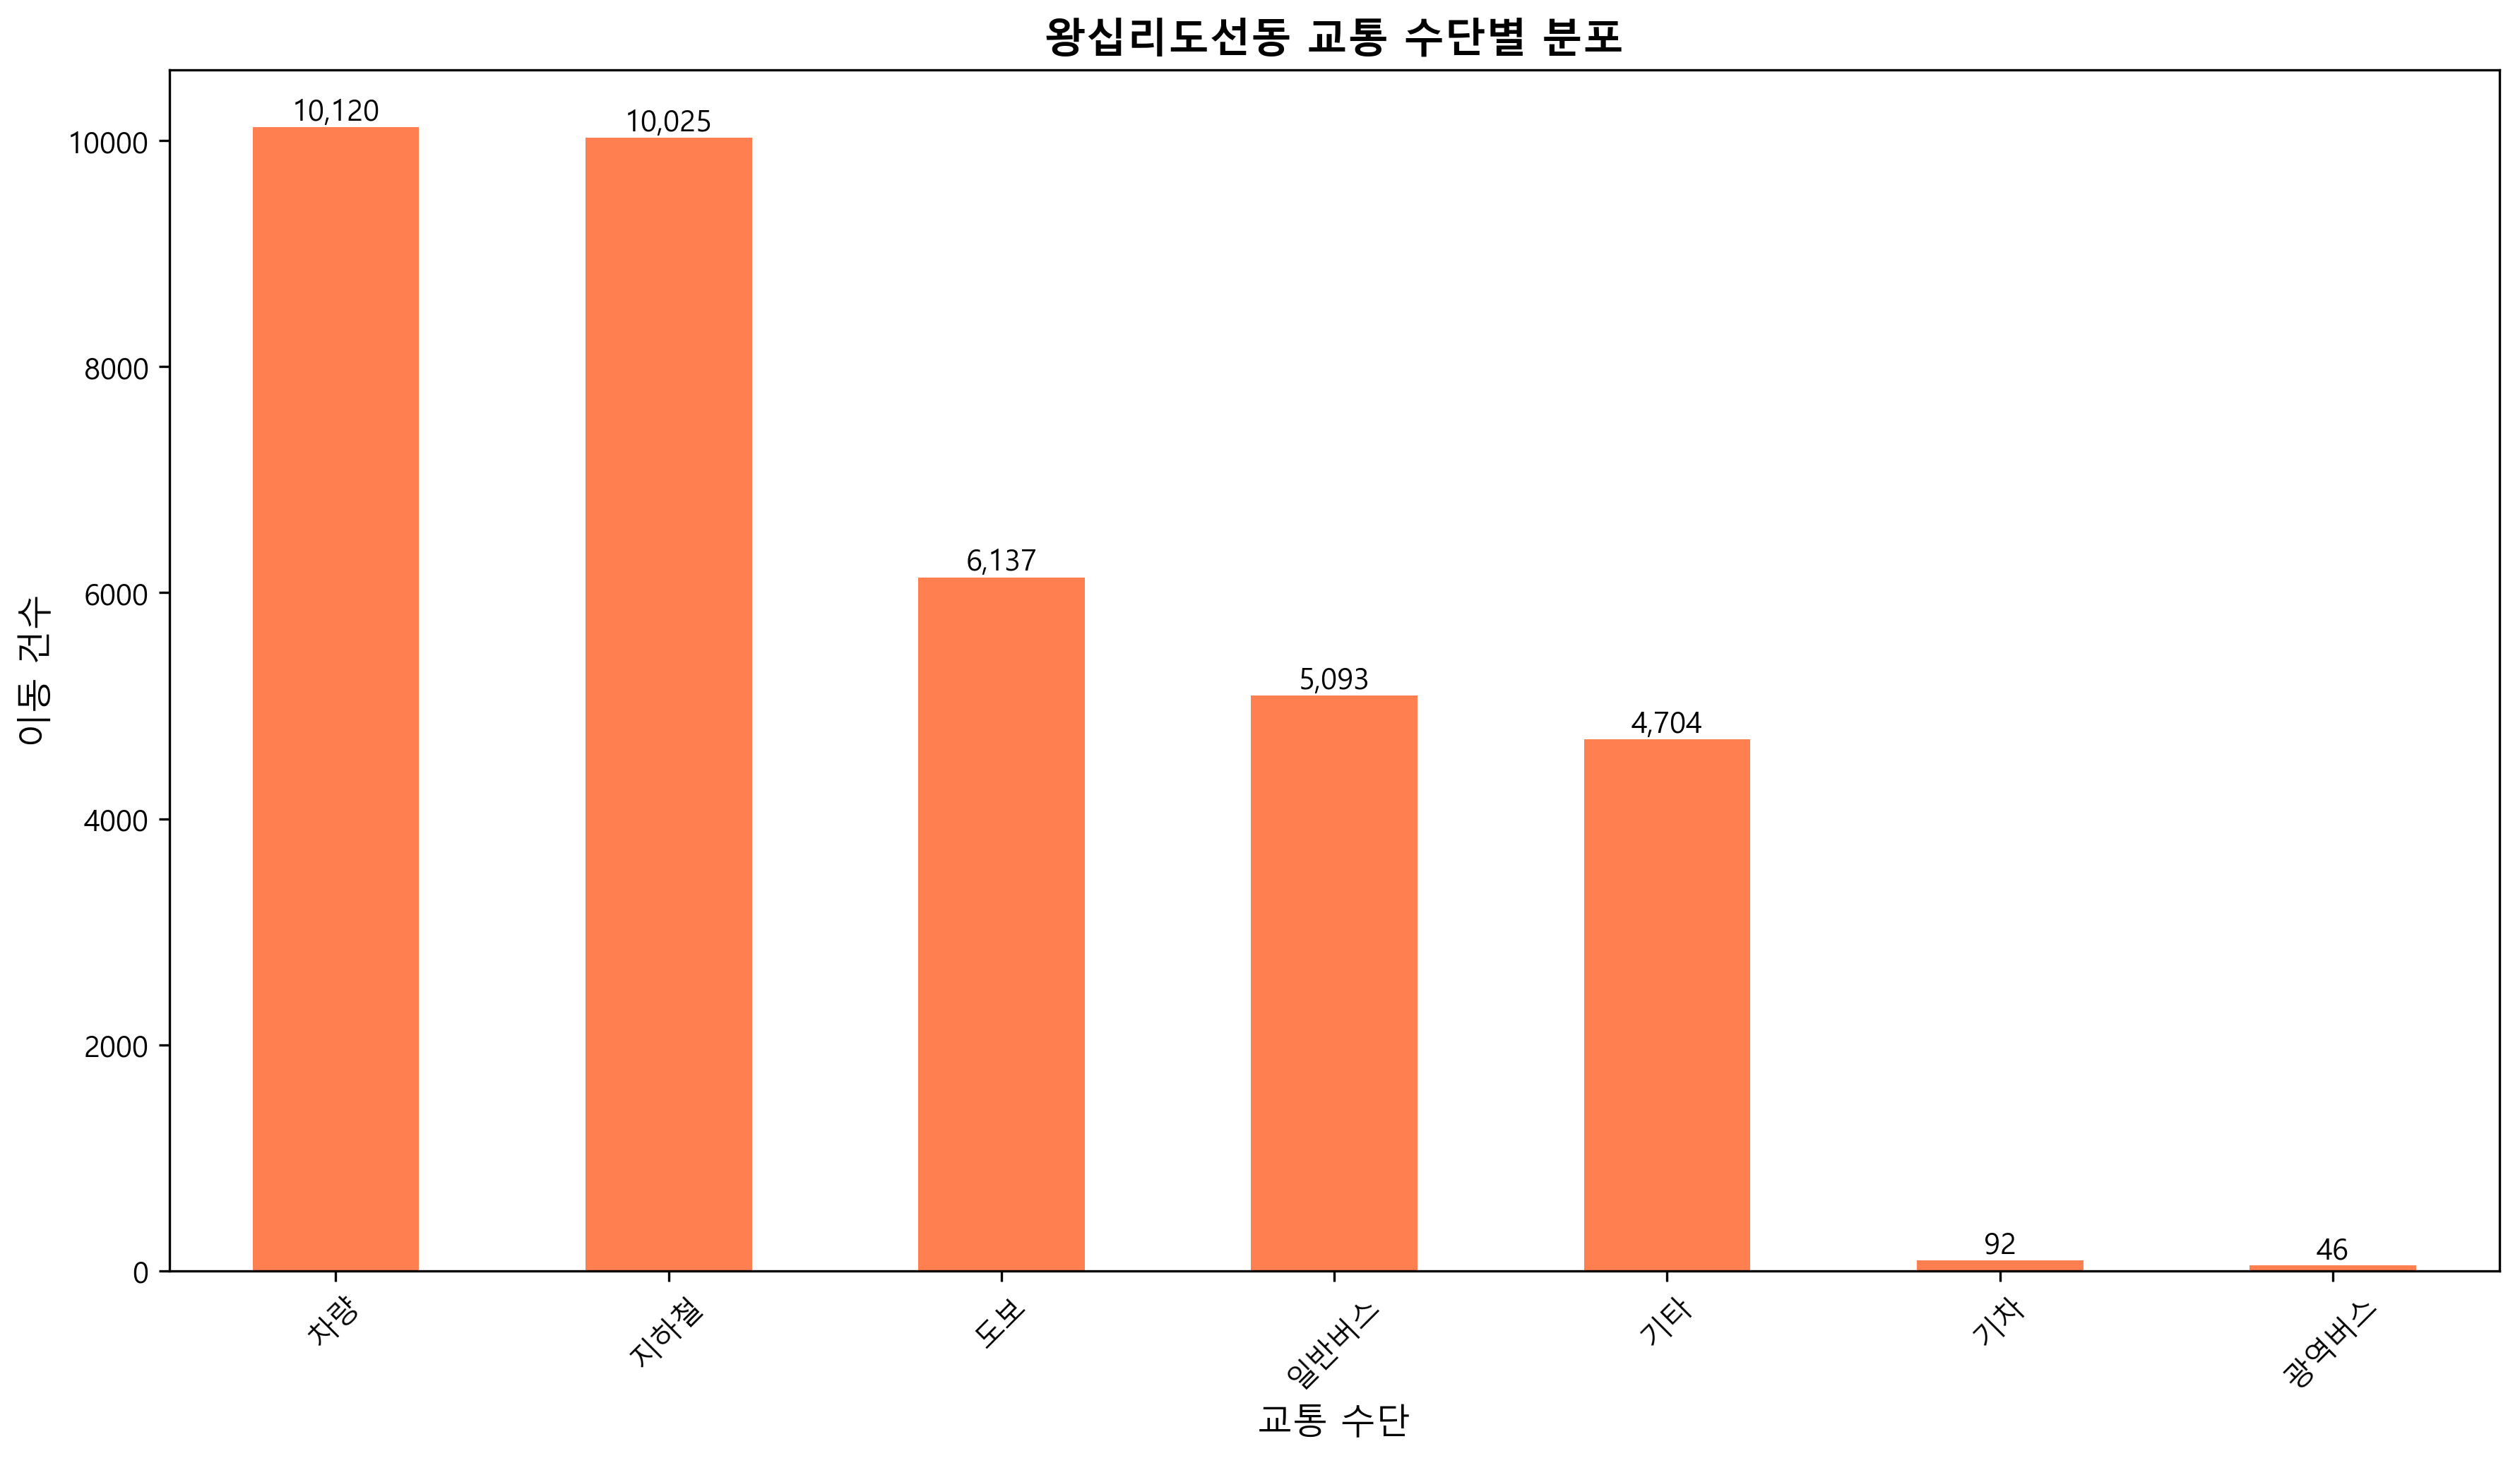 왕십리도선동 교통 수단별 분포
10,120
10,025
6,137
5,093
4,704
92
46
10000
8000
6000
4000
2000
0
이동 건수
차량
지하철
도보
일반버스
기타
기차
광역버스
교통 수단